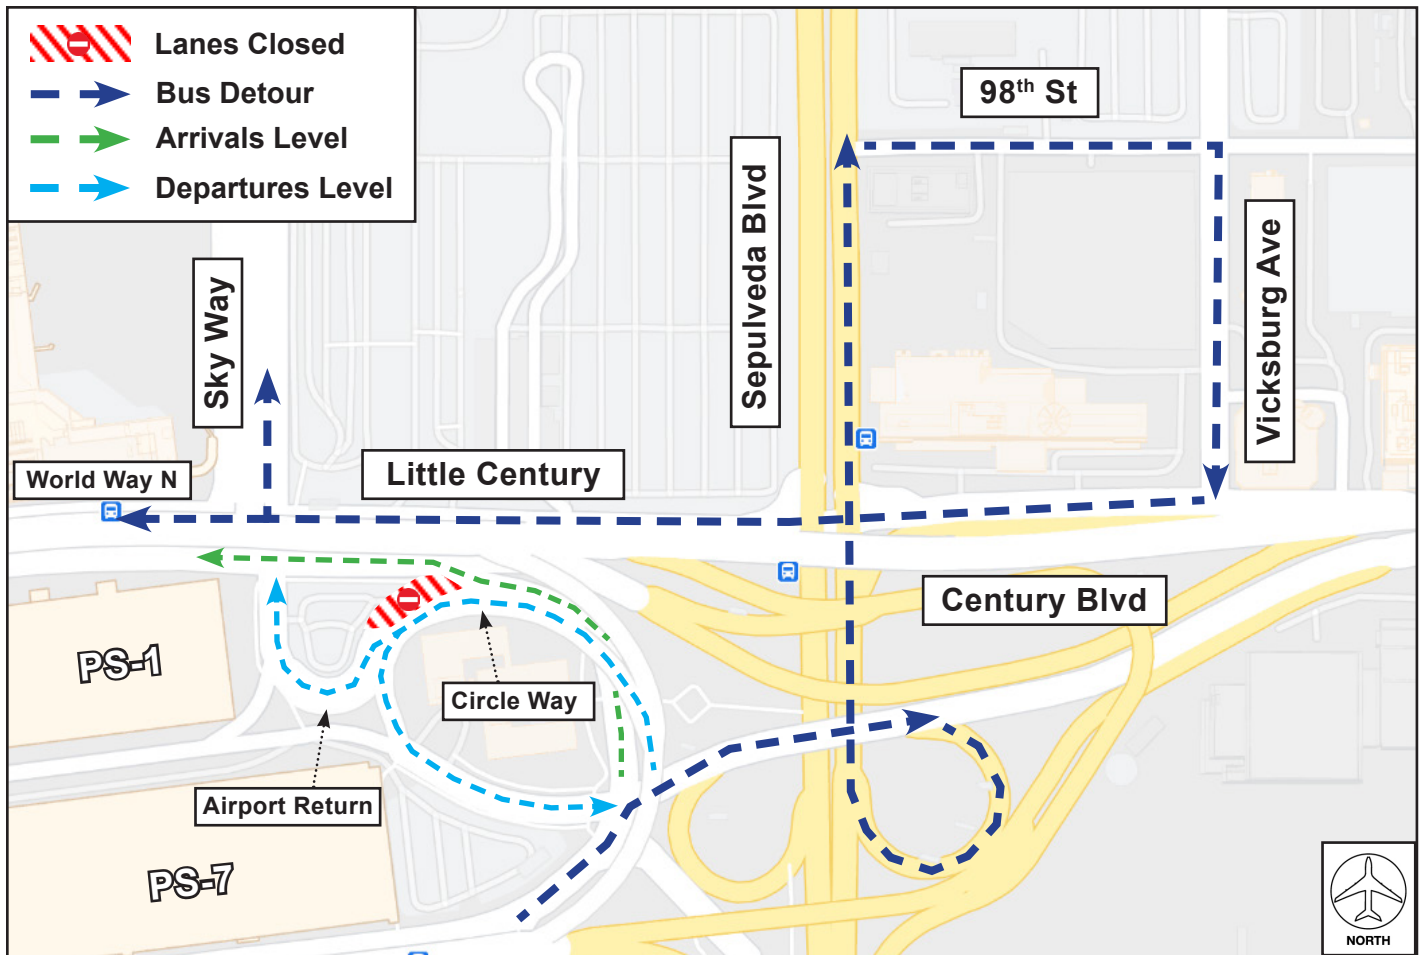 Lanes Closed
Bus Detour
Arrivals Level
Departures Level
98th St
Sepulveda Blvd
Vicksburg Ave
Sky Way
World Way N
Little Century
Century Blvd
PS-1
Circle Way
Airport Return
PS-7
NORTH